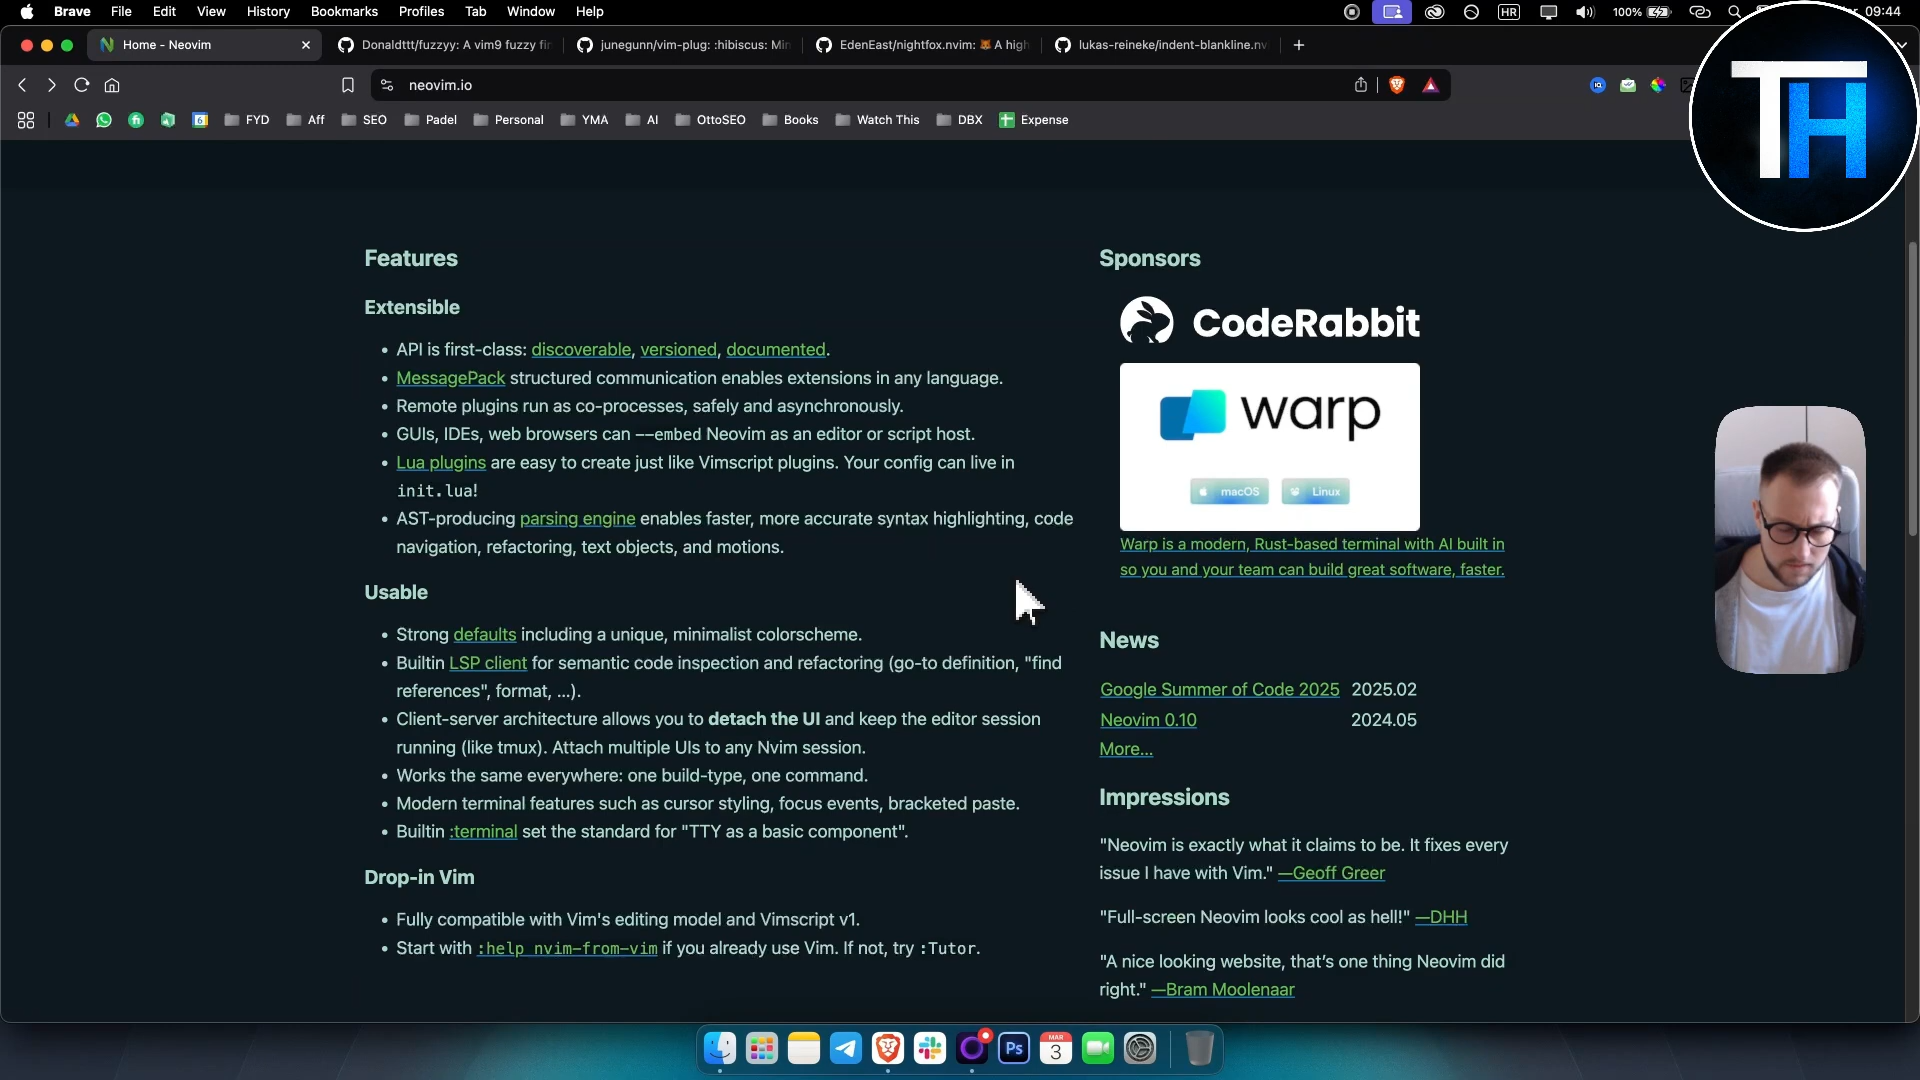 Brave File Edit View History Bookmarks Profiles Tab Window Help HR 100% 09:44
Home - Neovim Donaldttt/fuzzyy: A vim9 fuzzy fin junegunn/vim-plug: :hibiscus: Min EdenEast/nightfox.nvim: 🦊 A high lukas-reineke/indent-blankline.nv
neovim.io
FYD Aff SEO Padel Personal YMA AI OttoSEO Books Watch This DBX Expense
TH
Features
Extensible
• API is first-class: discoverable, versioned, documented.
• MessagePack structured communication enables extensions in any language.
• Remote plugins run as co-processes, safely and asynchronously.
• GUIs, IDEs, web browsers can --embed Neovim as an editor or script host.
• Lua plugins are easy to create just like Vimscript plugins. Your config can live in
init.lua!
• AST-producing parsing engine enables faster, more accurate syntax highlighting, code
navigation, refactoring, text objects, and motions.
Usable
• Strong defaults including a unique, minimalist colorscheme.
• Builtin LSP client for semantic code inspection and refactoring (go-to definition, "find
references", format, …).
• Client-server architecture allows you to detach the UI and keep the editor session
running (like tmux). Attach multiple UIs to any Nvim session.
• Works the same everywhere: one build-type, one command.
• Modern terminal features such as cursor styling, focus events, bracketed paste.
• Builtin :terminal set the standard for "TTY as a basic component".
Drop-in Vim
• Fully compatible with Vim's editing model and Vimscript v1.
• Start with :help nvim-from-vim if you already use Vim. If not, try :Tutor.
Sponsors
CodeRabbit
warp
macOS Linux
Warp is a modern, Rust-based terminal with AI built in
so you and your team can build great software, faster.
News
Google Summer of Code 2025 2025.02
Neovim 0.10 2024.05
More...
Impressions
"Neovim is exactly what it claims to be. It fixes every
issue I have with Vim." —Geoff Greer
"Full-screen Neovim looks cool as hell!" —DHH
"A nice looking website, that's one thing Neovim did
right." —Bram Moolenaar
Ps MAR 3